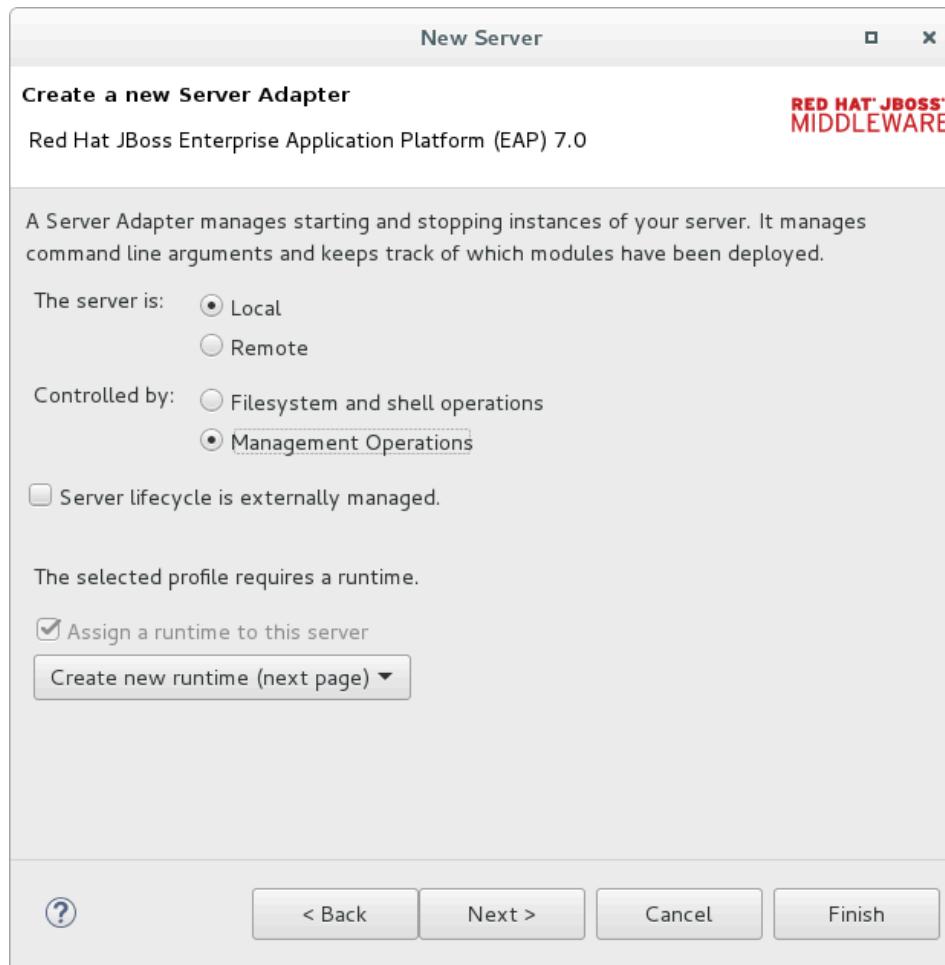 New Server
Create a new Server Adapter
Red Hat JBoss Enterprise Application Platform (EAP) 7.0
RED HAT JBOSS
MIDDLEWARE
A Server Adapter manages starting and stopping instances of your server. It manages
command line arguments and keeps track of which modules have been deployed.
The server is:
Local
Remote
Controlled by:
Filesystem and shell operations
Management Operations
Server lifecycle is externally managed.
The selected profile requires a runtime.
Assign a runtime to this server
Create new runtime (next page)
< Back
Next >
Cancel
Finish